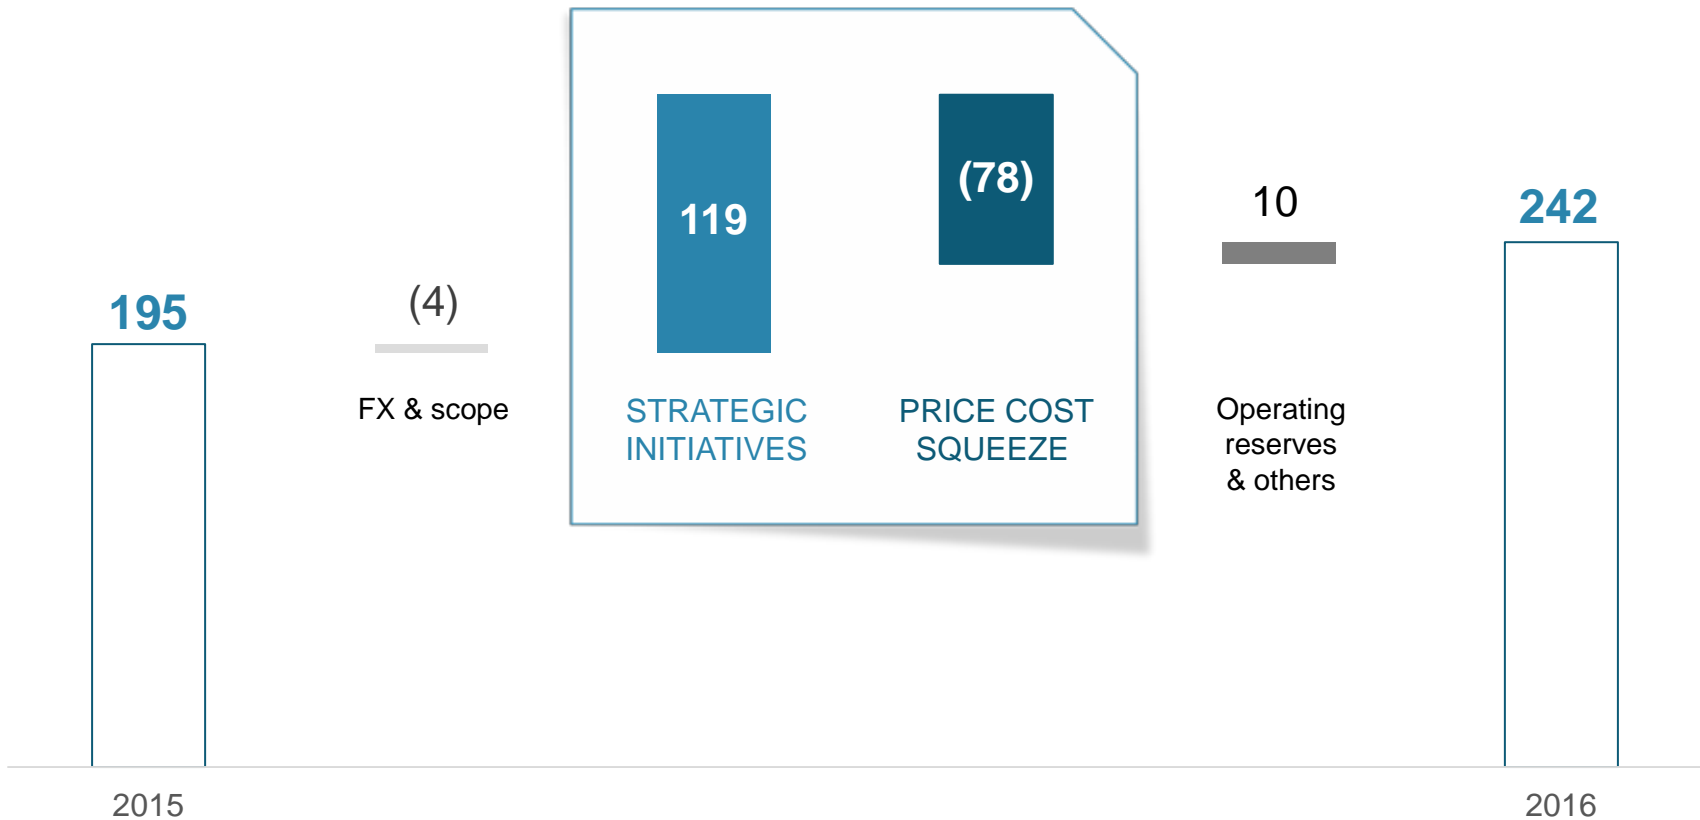 195
(4)
FX & scope
119
STRATEGIC
INITIATIVES
(78)
PRICE COST
SQUEEZE
10
Operating
reserves
& others
242
2015
2016